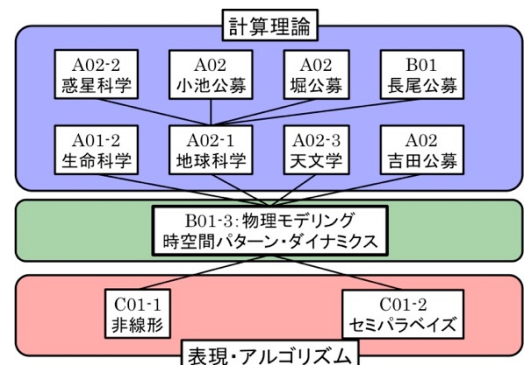 計算理論
A02-2
惑星科学
A02
小池公募
A02
堀公募
B01
長尾公募
A01-2
生命科学
A02-1
地球科学
A02-3
天文学
A02
吉田公募
B01-3:物理モデリング
時空間パターン・ダイナミクス
C01-1
非線形
C01-2
セミパラベイズ
表現・アルゴリズム